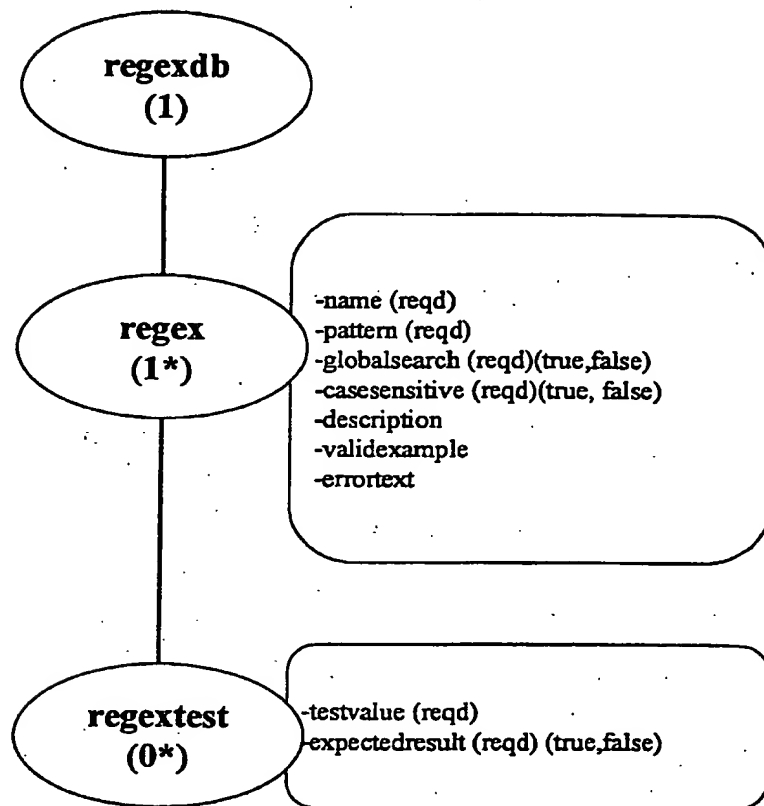 regexdb
(1)
regex
(1*)
-name (reqd)
-pattern (reqd)
-globalsearch (reqd)(true,false)
-casesensitive (reqd)(true, false)
-description
-validexample
-errortext
regextest
(0*)
-testvalue (reqd)
-expectedresult (reqd) (true,false)